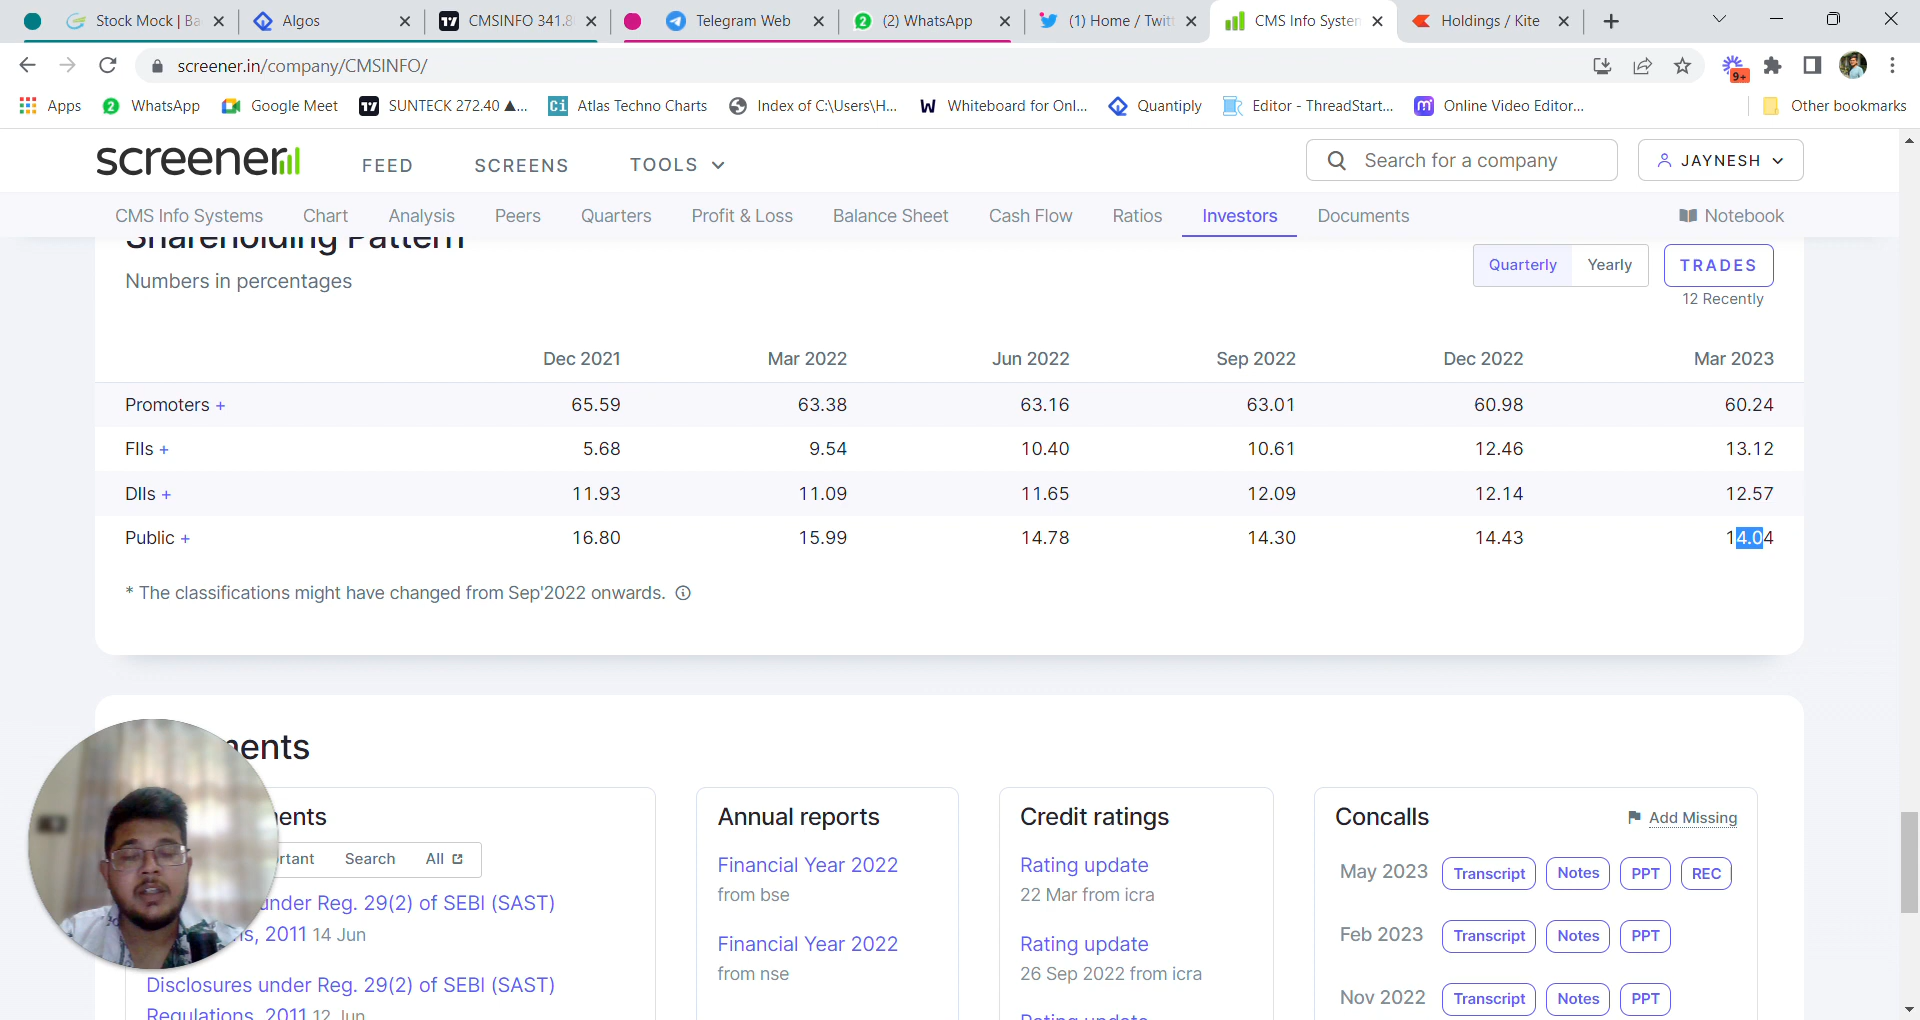 Stock Mock | Ba
Algos
CMSINFO 341.8
Telegram Web
(2) WhatsApp
(1) Home / Twit
CMS Info System
Holdings / Kite
screener.in/company/CMSINFO/
9+
Apps
2 WhatsApp
Google Meet
SUNTECK 272.40 ▲...
Ci Atlas Techno Charts
Index of C:\Users\H...
W Whiteboard for Onl...
Quantiply
Editor - ThreadStart...
m Online Video Editor...
Other bookmarks
screener
FEED
SCREENS
TOOLS
Search for a company
JAYNESH
CMS Info Systems
Chart
Analysis
Peers
Quarters
Profit & Loss
Balance Sheet
Cash Flow
Ratios
Investors
Documents
Notebook
Shareholding Pattern
Numbers in percentages
Quarterly
Yearly
TRADES
12 Recently
Dec 2021 Mar 2022 Jun 2022 Sep 2022 Dec 2022 Mar 2023
Promoters + 65.59 63.38 63.16 63.01 60.98 60.24
FIIs + 5.68 9.54 10.40 10.61 12.46 13.12
DIIs + 11.93 11.09 11.65 12.09 12.14 12.57
Public + 16.80 15.99 14.78 14.30 14.43 14.04
* The classifications might have changed from Sep'2022 onwards.
ments
ents
rtant
Search
All
under Reg. 29(2) of SEBI (SAST)
ns, 2011 14 Jun
Disclosures under Reg. 29(2) of SEBI (SAST)
Regulations, 2011 12 Jun
Annual reports
Financial Year 2022
from bse
Financial Year 2022
from nse
Credit ratings
Rating update
22 Mar from icra
Rating update
26 Sep 2022 from icra
Rating update
Concalls
Add Missing
May 2023 Transcript Notes PPT REC
Feb 2023 Transcript Notes PPT
Nov 2022 Transcript Notes PPT